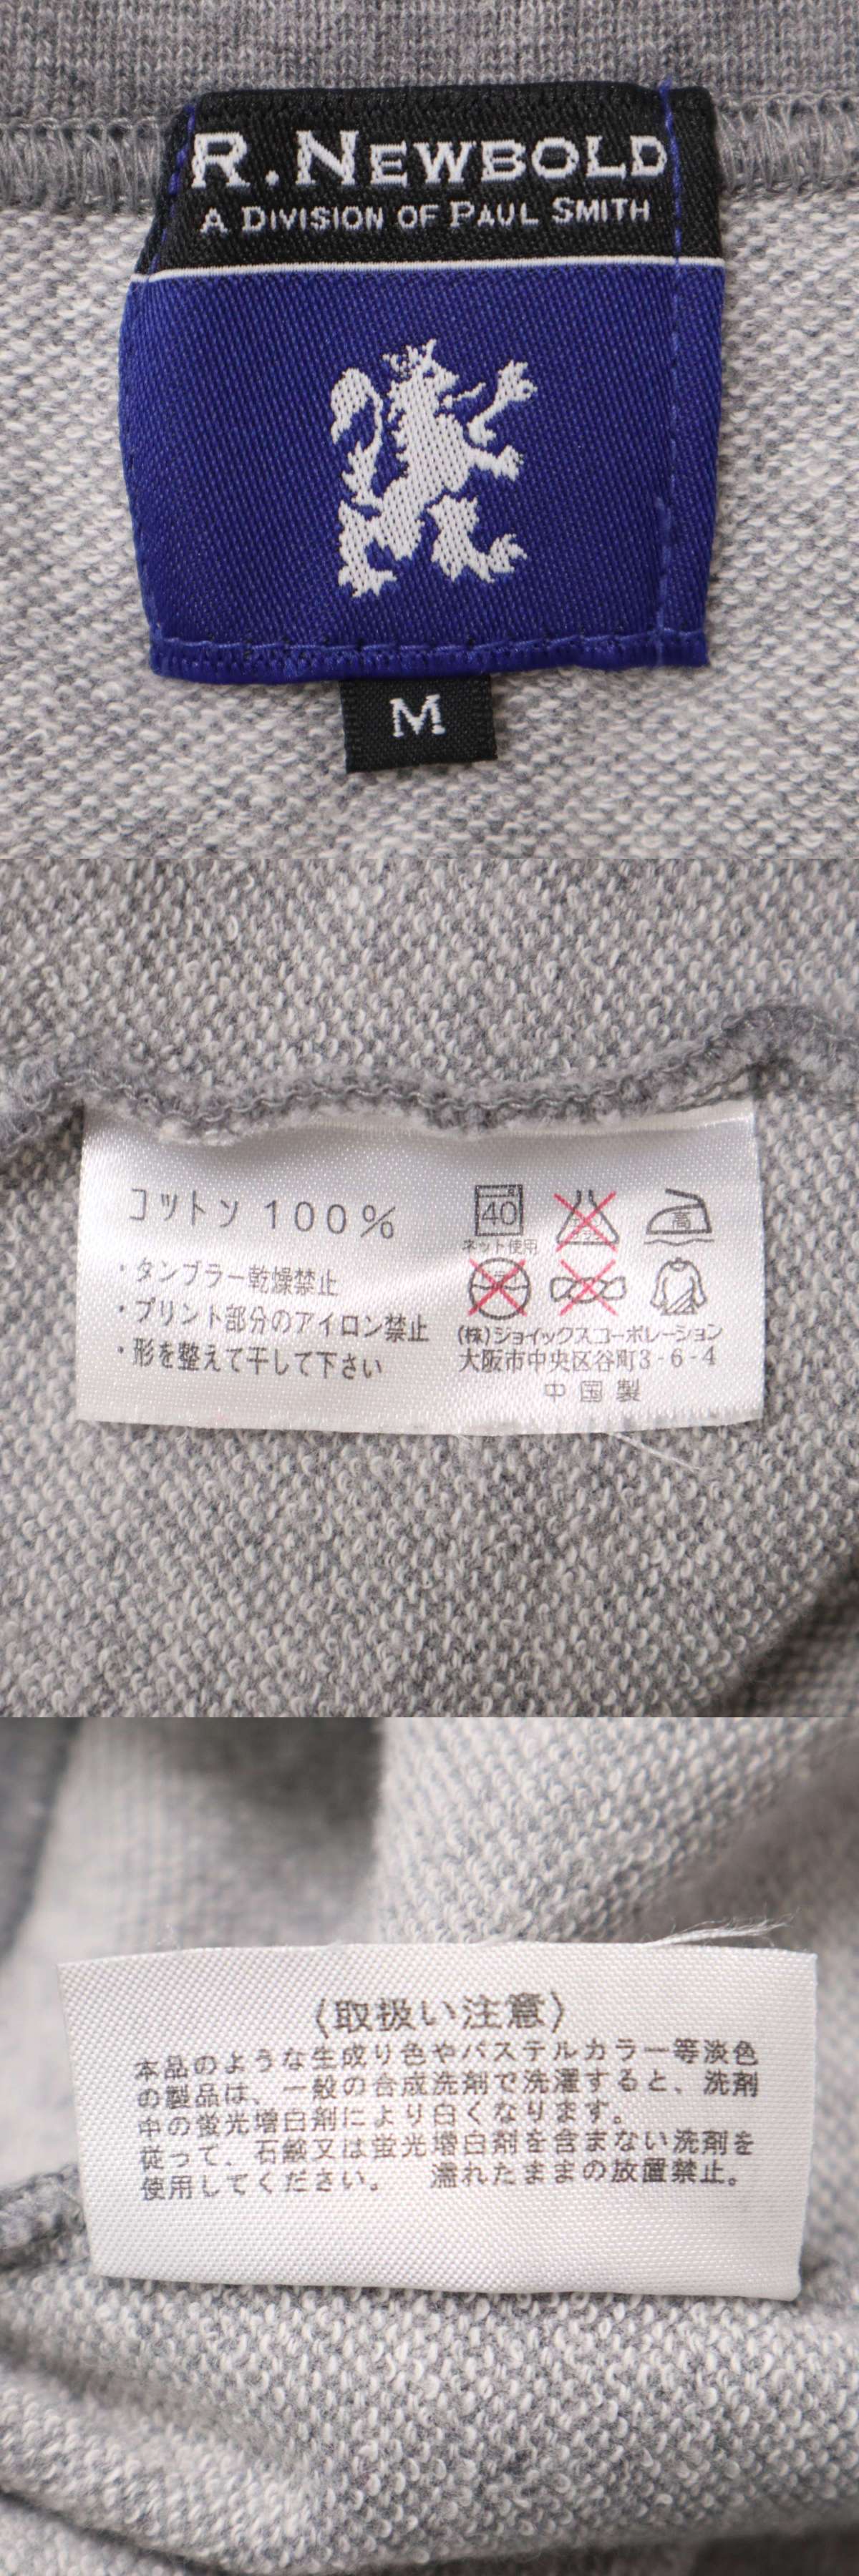 R. NEWBOLD
A DIVISION OF PAUL SMITH
M
コットン 100%
・タンブラー乾燥禁止
・プリント部分のアイロン禁止
・形を整えて干して下さい
40
ネット使用
高
(株)ジョイックスコーポレーション
大阪市中央区谷町3-6-4
中国製
〈取扱い注意〉
本品のような生成り色やパステルカラー等淡色
の製品は、一般の合成洗剤で洗濯すると、洗剤
中の蛍光増白剤により白くなります。
従って、石鹸又は蛍光増白剤を含まない洗剤を
使用してください。 濡れたままの放置禁止。